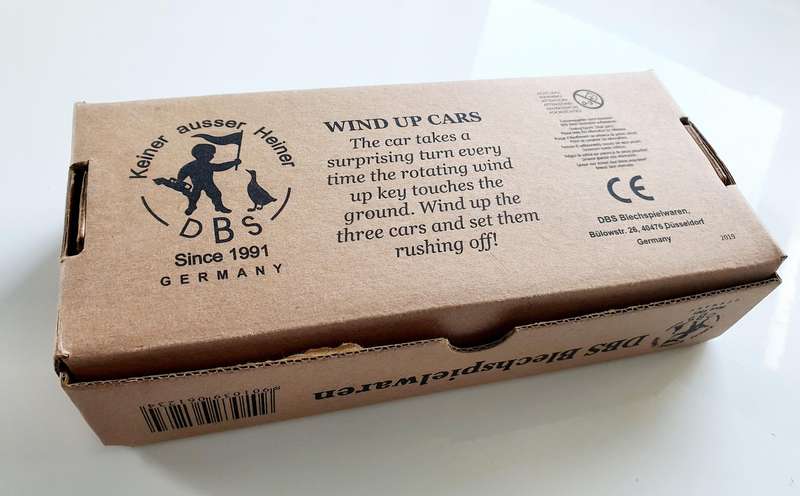 Keiner ausser Heiner
DBS
Since 1991
GERMANY
WIND UP CARS
The car takes a
surprising turn every
time the rotating wind
up key touches the
ground. Wind up the
three cars and set them
rushing off!
CE
DBS Blechspielwaren,
Bülowstr. 26, 40476 Düsseldorf
Germany
2019
DBS Blechspielwaren